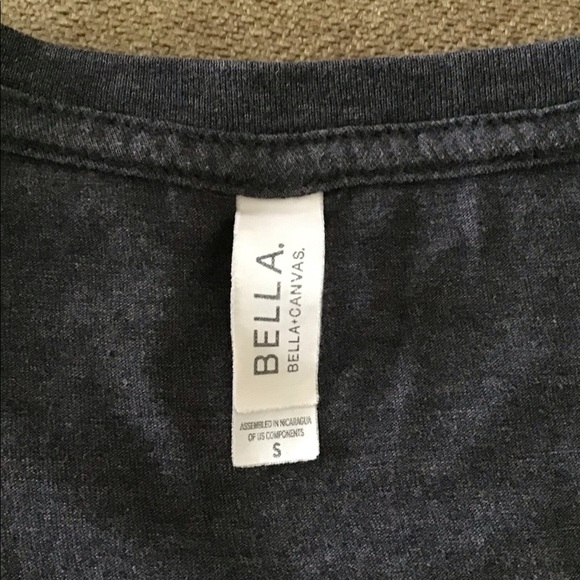 BELLA.
BELLA+CANVAS.
ASSEMBLED IN NICARAGUA
OF US COMPONENTS
S